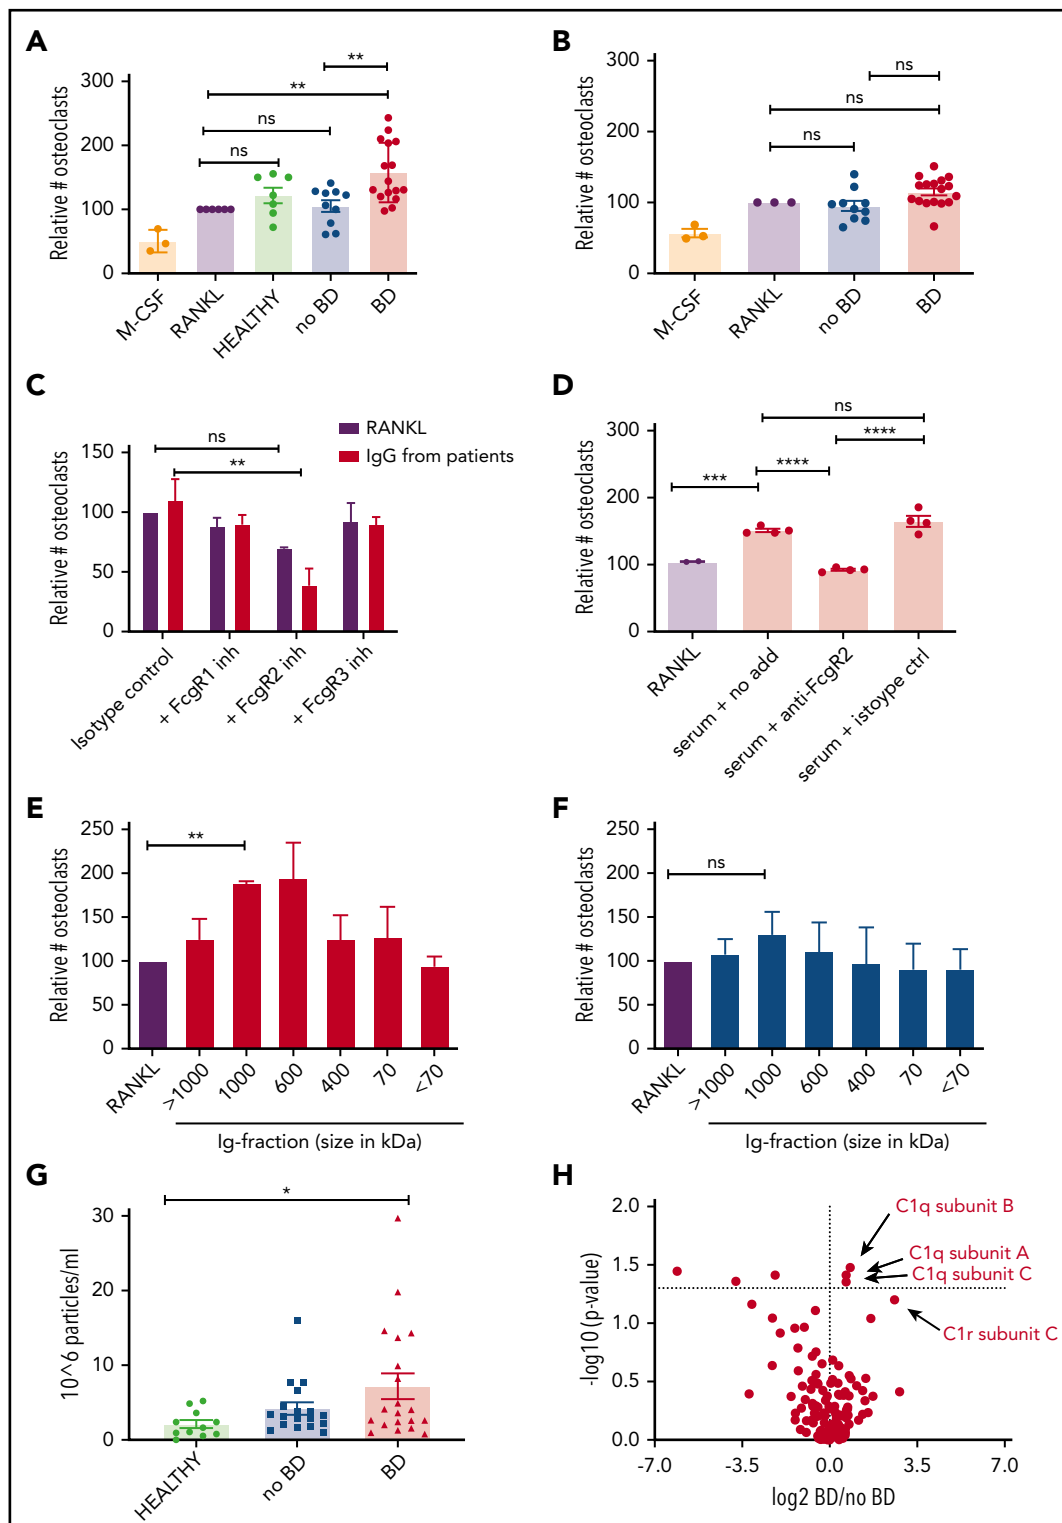 A
Relative # osteoclasts
300
200
100
0
**
**
ns
ns
M-CSF
RANKL
HEALTHY
no BD
BD
B
Relative # osteoclasts
300
200
100
0
ns
ns
ns
M-CSF
RANKL
no BD
BD
C
Relative # osteoclasts
150
100
50
0
ns
**
RANKL
IgG from patients
Isotype control
+ FcgR1 inh
+ FcgR2 inh
+ FcgR3 inh
D
Relative # osteoclasts
300
200
100
0
ns
****
****
***
RANKL
serum + no add
serum + anti-FcgR2
serum + istoype ctrl
E
Relative # osteoclasts
250
200
150
100
50
0
**
RANKL
>1000
1000
600
400
70
<70
Ig-fraction (size in kDa)
F
Relative # osteoclasts
250
200
150
100
50
0
ns
RANKL
>1000
1000
600
400
70
<70
Ig-fraction (size in kDa)
G
10^6 particles/ml
30
20
10
0
*
HEALTHY
no BD
BD
H
-log10 (p-value)
2.0
1.5
1.0
0.5
0.0
C1q subunit B
C1q subunit A
C1q subunit C
C1r subunit C
-7.0
-3.5
0.0
3.5
7.0
log2 BD/no BD